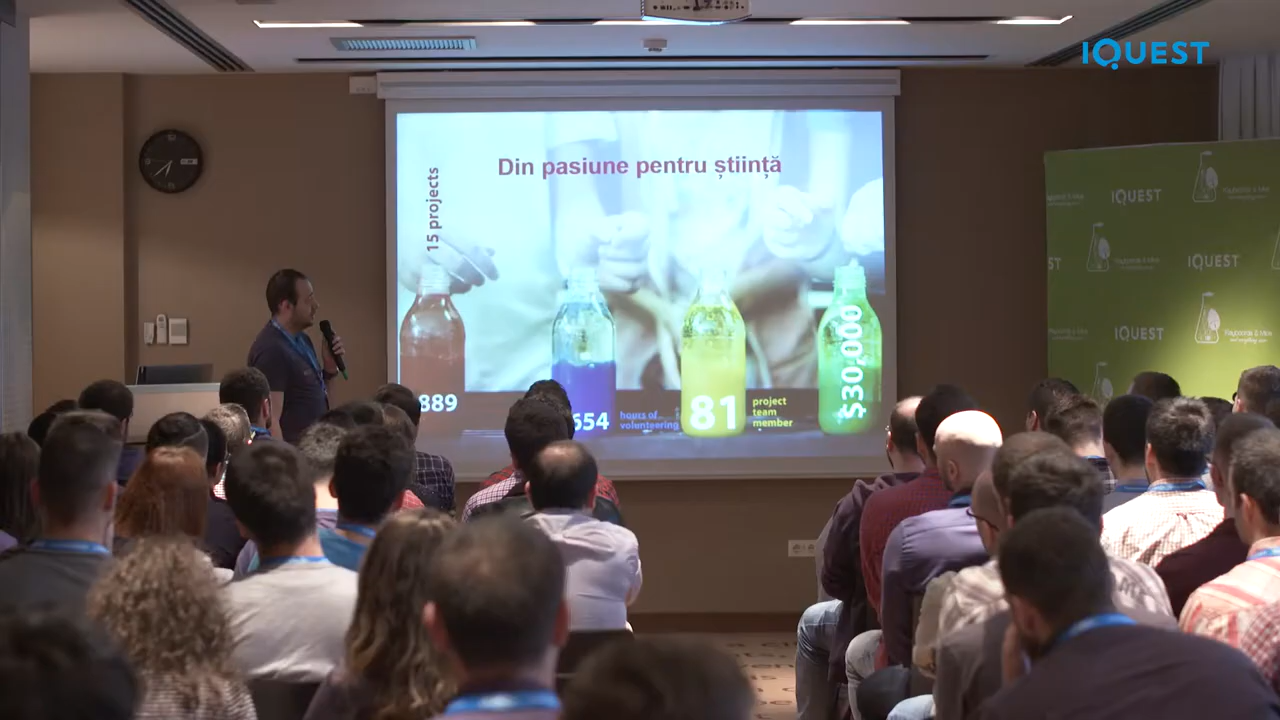 IQUEST
Din pasiune pentru știință
15 projects
889
654
hours of
volunteering
81
project
team
member
$30,000
IQUEST
IQUEST
IQUEST